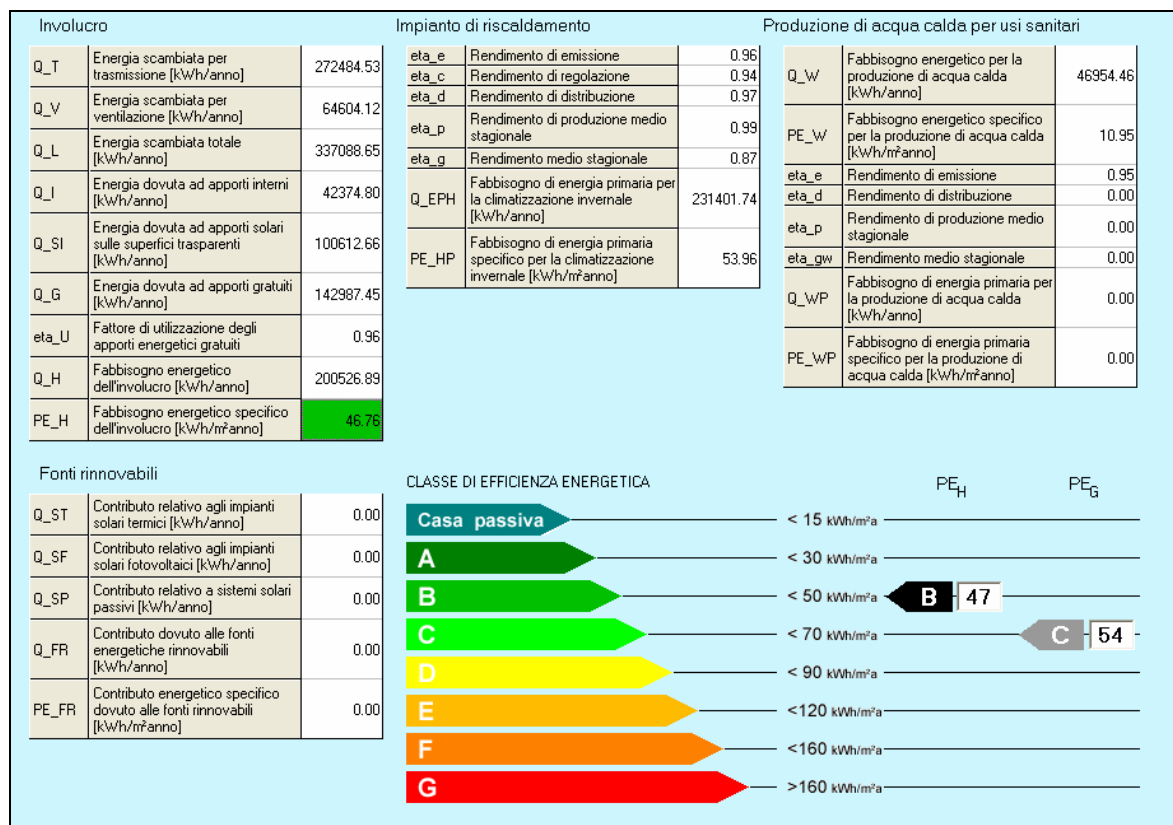 Involucro
Q_T
Energia scambiata per
trasmissione [kWh/anno]
272484.53
Q_V
Energia scambiata per
ventilazione [kWh/anno]
64604.12
Q_L
Energia scambiata totale
[kWh/anno]
337088.65
Q_I
Energia dovuta ad apporti interni
[kWh/anno]
42374.80
Q_SI
Energia dovuta ad apporti solari
sulle superfici trasparenti
[kWh/anno]
100612.66
Q_G
Energia dovuta ad apporti gratuiti
[kWh/anno]
142987.45
eta_U
Fattore di utilizzazione degli
apporti energetici gratuiti
0.96
Q_H
Fabbisogno energetico
dell'involucro [kWh/anno]
200526.89
PE_H
Fabbisogno energetico specifico
dell'involucro [kWh/m²anno]
46.76
Impianto di riscaldamento
eta_e Rendimento di emissione 0.96
eta_c Rendimento di regolazione 0.94
eta_d Rendimento di distribuzione 0.97
eta_p
Rendimento di produzione medio
stagionale
0.99
eta_g Rendimento medio stagionale 0.87
Q_EPH
Fabbisogno di energia primaria per
la climatizzazione invernale
[kWh/anno]
231401.74
PE_HP
Fabbisogno di energia primaria
specifico per la climatizzazione
invernale [kWh/m²anno]
53.96
Produzione di acqua calda per usi sanitari
Q_W
Fabbisogno energetico per la
produzione di acqua calda
[kWh/anno]
46954.46
PE_W
Fabbisogno energetico specifico
per la produzione di acqua calda
[kWh/m²anno]
10.95
eta_e Rendimento di emissione 0.95
eta_d Rendimento di distribuzione 0.00
eta_p
Rendimento di produzione medio
stagionale
0.00
eta_gw Rendimento medio stagionale 0.00
Q_WP
Fabbisogno di energia primaria per
la produzione di acqua calda
[kWh/anno]
0.00
PE_WP
Fabbisogno di energia primaria
specifico per la produzione di
acqua calda [kWh/m²anno]
0.00
Fonti rinnovabili
Q_ST
Contributo relativo agli impianti
solari termici [kWh/anno]
0.00
Q_SF
Contributo relativo agli impianti
solari fotovoltaici [kWh/anno]
0.00
Q_SP
Contributo relativo a sistemi solari
passivi [kWh/anno]
0.00
Q_FR
Contributo dovuto alle fonti
energetiche rinnovabili
[kWh/anno]
0.00
PE_FR
Contributo energetico specifico
dovuto alle fonti rinnovabili
[kWh/m²anno]
0.00
CLASSE DI EFFICIENZA ENERGETICA PE_H PE_G
Casa passiva < 15 kWh/m²a
A < 30 kWh/m²a
B < 50 kWh/m²a B 47
C < 70 kWh/m²a C 54
D < 90 kWh/m²a
E <120 kWh/m²a
F <160 kWh/m²a
G >160 kWh/m²a